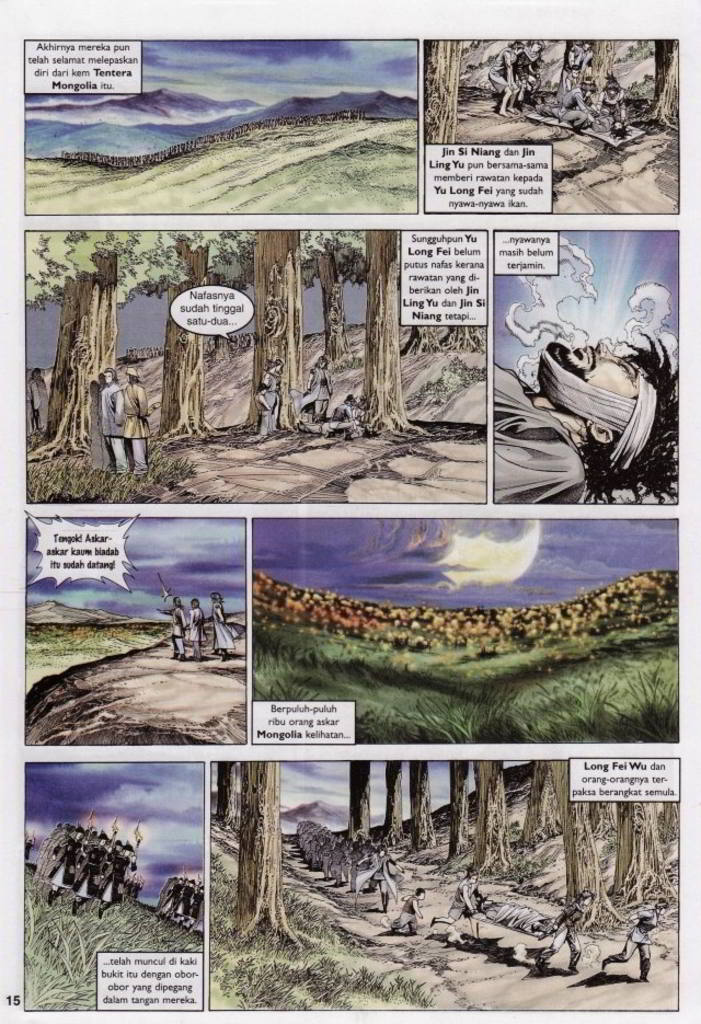 Akhirnya mereka pun
telah selamat melepaskan
diri dari kem Tentera
Mongolia itu.
Jin Si Niang dan Jin
Ling Yu pun bersama-sama
memberi rawatan kepada
Yu Long Fei yang sudah
nyawa-nyawa ikan.
Nafasnya
sudah tinggal
satu-dua...
Sungguhpun Yu
Long Fei belum
putus nafas kerana
rawatan yang di-
berikan oleh Jin
Ling Yu dan Jin Si
Niang tetapi...
...nyawanya
masih belum
terjamin.
Tengok! Askar-
askar kaum biadab
itu sudah datang!
Berpuluh-puluh
ribu orang askar
Mongolia kelihatan...
...telah muncul di kaki
bukit itu dengan obor-
obor yang dipegang
dalam tangan mereka.
Long Fei Wu dan
orang-orangnya ter-
paksa berangkat semula.
15